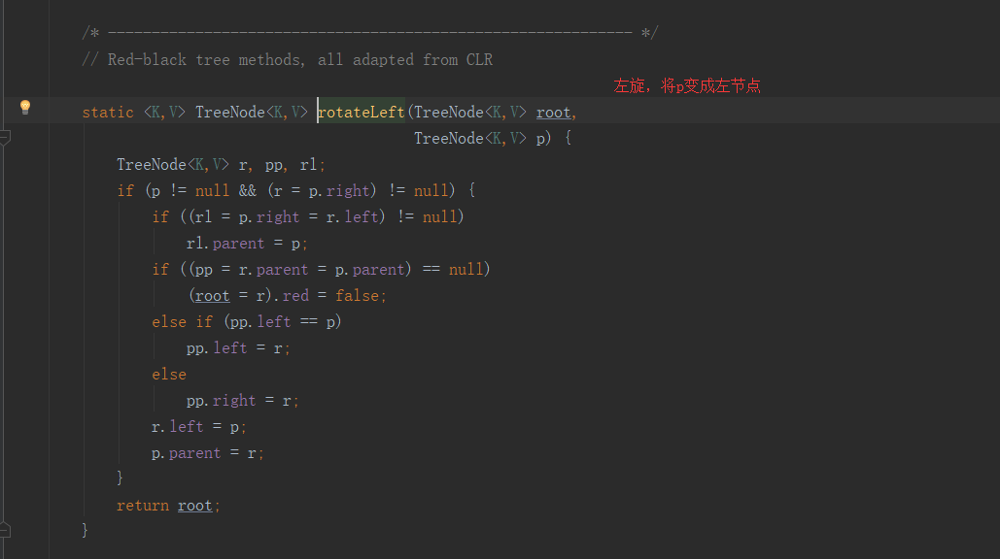 /* ------------------------------------------------------------ */
// Red-black tree methods, all adapted from CLR
左旋，将p变成左节点
static <K,V> TreeNode<K,V> rotateLeft(TreeNode<K,V> root,
TreeNode<K,V> p) {
TreeNode<K,V> r, pp, rl;
if (p != null && (r = p.right) != null) {
if ((rl = p.right = r.left) != null)
rl.parent = p;
if ((pp = r.parent = p.parent) == null)
(root = r).red = false;
else if (pp.left == p)
pp.left = r;
else
pp.right = r;
r.left = p;
p.parent = r;
}
return root;
}